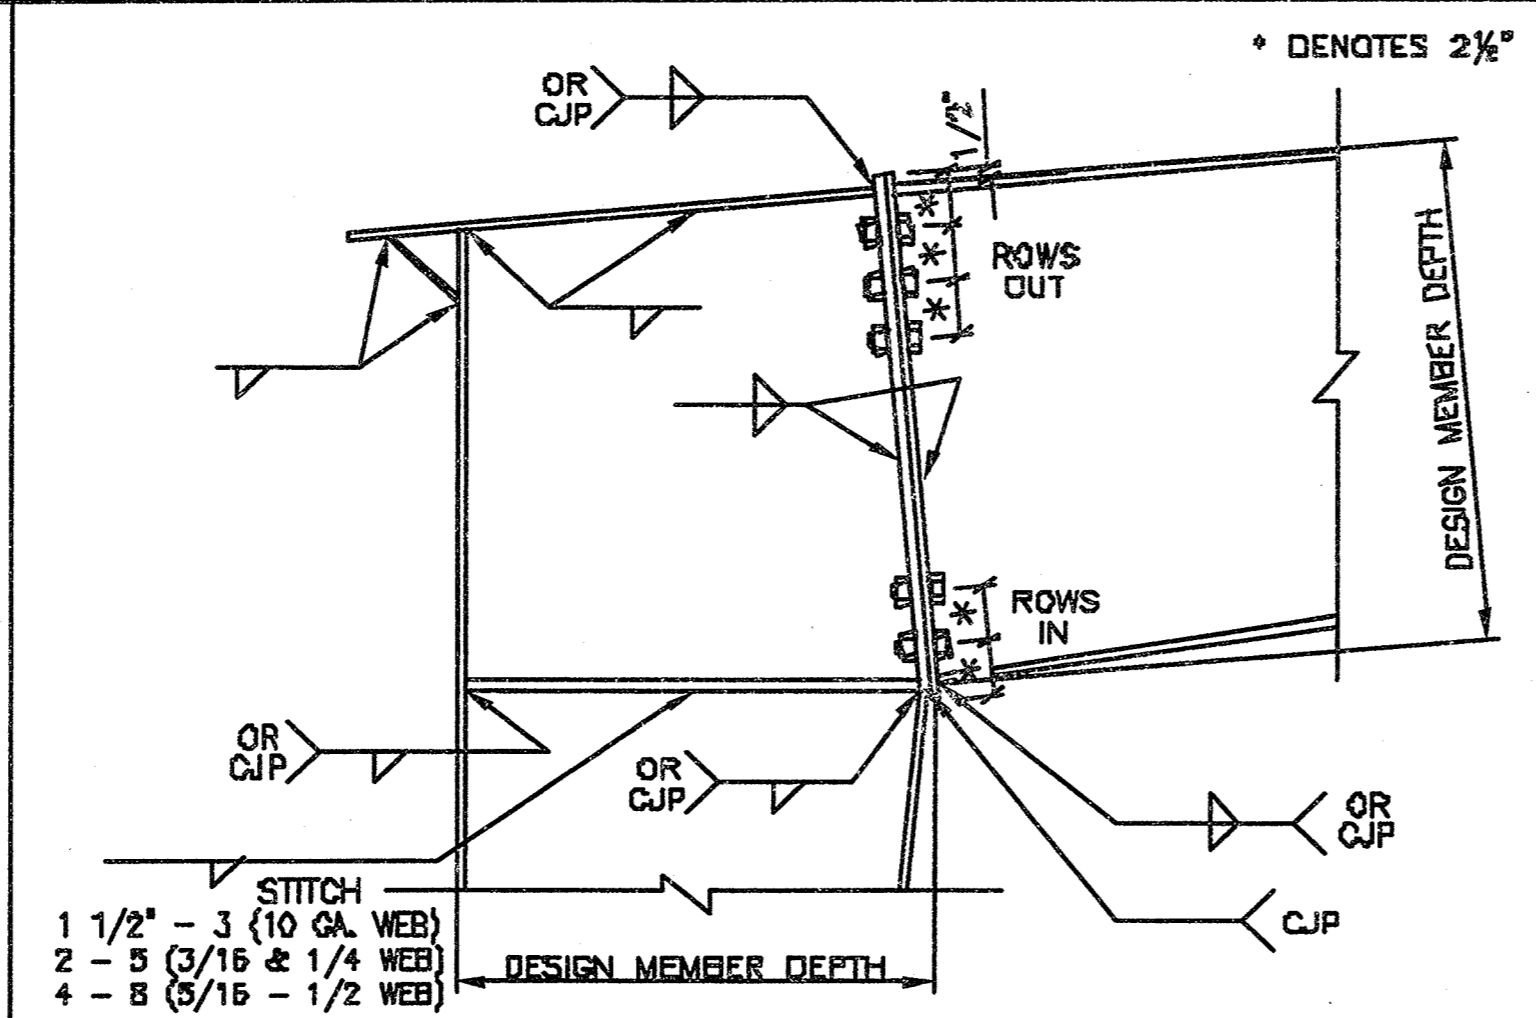 * DENOTES 2½"
OR
CJP
1/2"
*
*
*
ROWS
OUT
DESIGN MEMBER DEPTH
*
*
ROWS
IN
OR
CJP
OR
CJP
OR
CJP
CJP
STITCH
1 1/2" - 3 (10 GA. WEB)
2 - 5 (3/16 & 1/4 WEB)
4 - 8 (5/16 - 1/2 WEB)
DESIGN MEMBER DEPTH